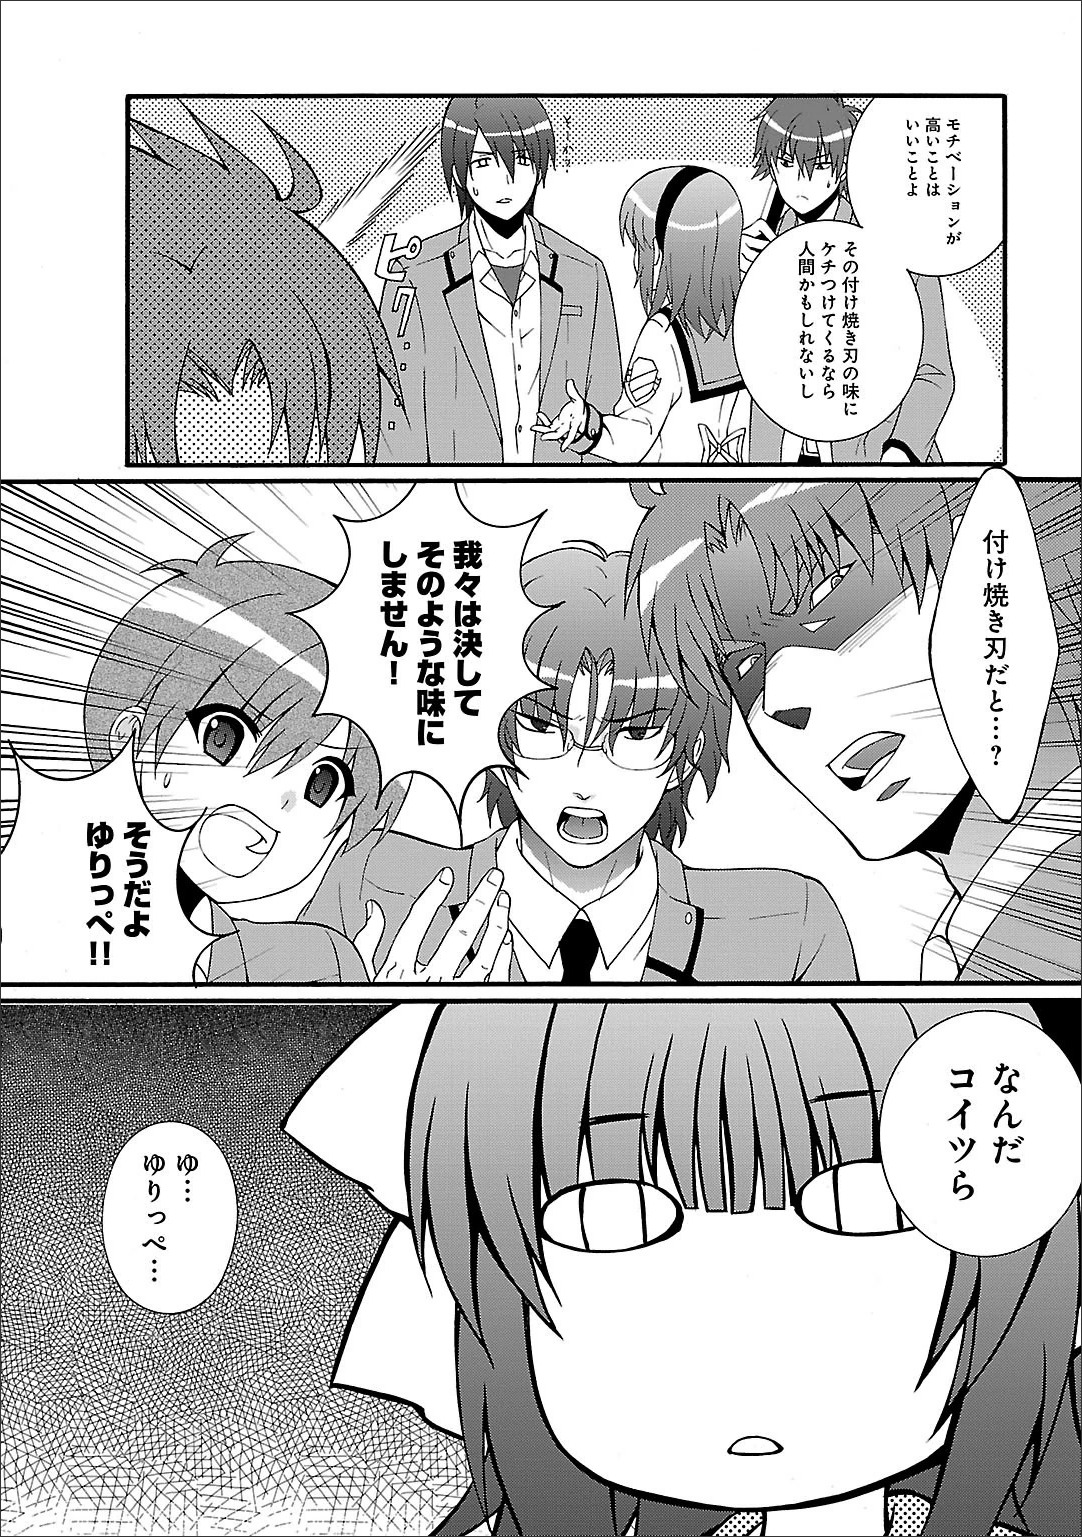 モチベーションが
高いことは
いいことよ
その付け焼き刃の味に
ケチつけてくるなら
人間かもしれないし
ピク…
付け焼き刃だと…?
我々は決して
そのような味に
しません!
そうだよ
ゆりっぺ!!
なんだ
コイツら
ゆ…
ゆりっぺ…